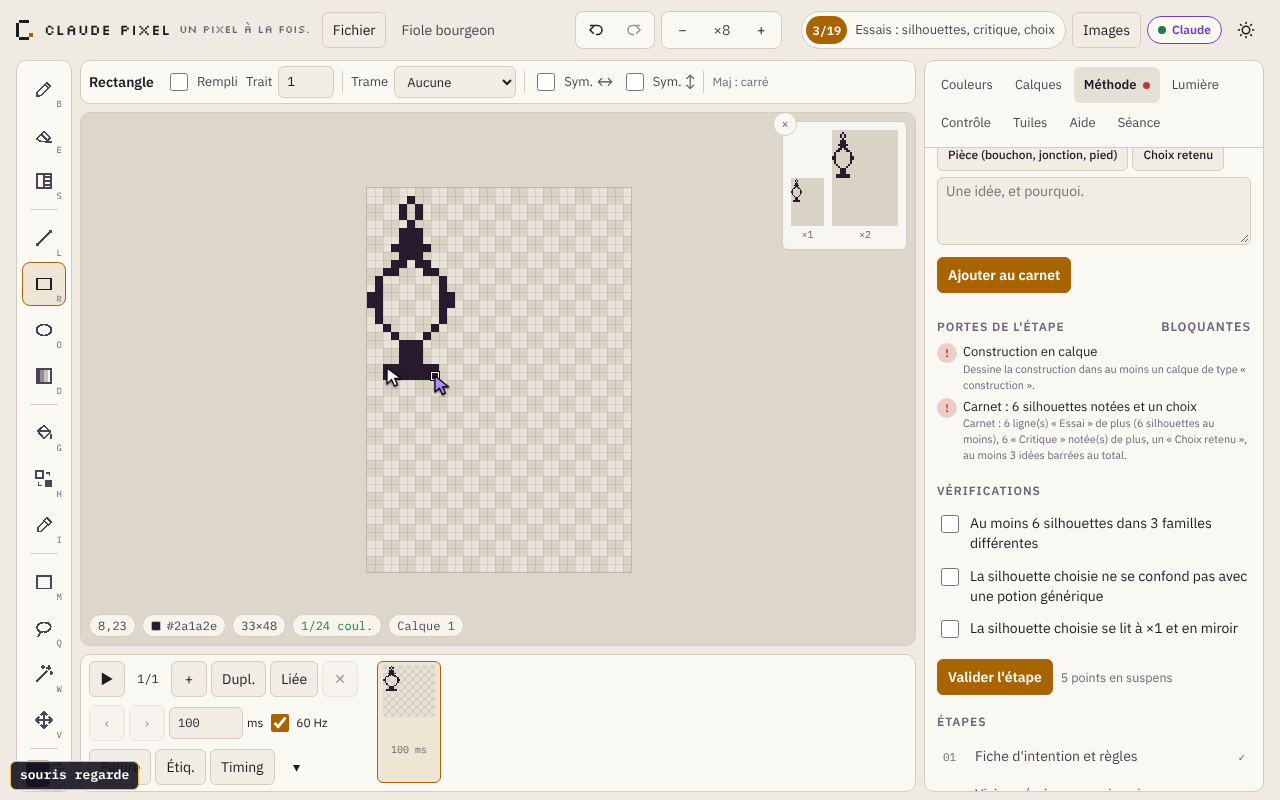 CLAUDE PIXEL UN PIXEL À LA FOIS. Fichier Fiole bourgeon − ×8 + 3/19 Essais : silhouettes, critique, choix Images Claude
Rectangle Rempli Trait 1 Trame Aucune Sym. ↔ Sym. ↕ Maj : carré
B
E
S
L
R
O
D
G
H
I
M
Q
W
V
×
×1 ×2
8,23 #2a1a2e 33×48 1/24 coul. Calque 1
▶ 1/1 + Dupl. Liée ×
‹ › 100 ms 60 Hz
Étiq. Timing ▼
100 ms
souris regarde
Couleurs Calques Méthode Lumière
Contrôle Tuiles Aide Séance
Pièce (bouchon, jonction, pied) Choix retenu
Une idée, et pourquoi.
Ajouter au carnet
PORTES DE L'ÉTAPE BLOQUANTES
! Construction en calque
Dessine la construction dans au moins un calque de type «
construction ».
! Carnet : 6 silhouettes notées et un choix
Carnet : 6 ligne(s) « Essai » de plus (6 silhouettes au
moins), 6 « Critique » notée(s) de plus, un « Choix retenu »,
au moins 3 idées barrées au total.
VÉRIFICATIONS
Au moins 6 silhouettes dans 3 familles
différentes
La silhouette choisie ne se confond pas avec
une potion générique
La silhouette choisie se lit à ×1 et en miroir
Valider l'étape 5 points en suspens
ÉTAPES
01 Fiche d'intention et règles ✓